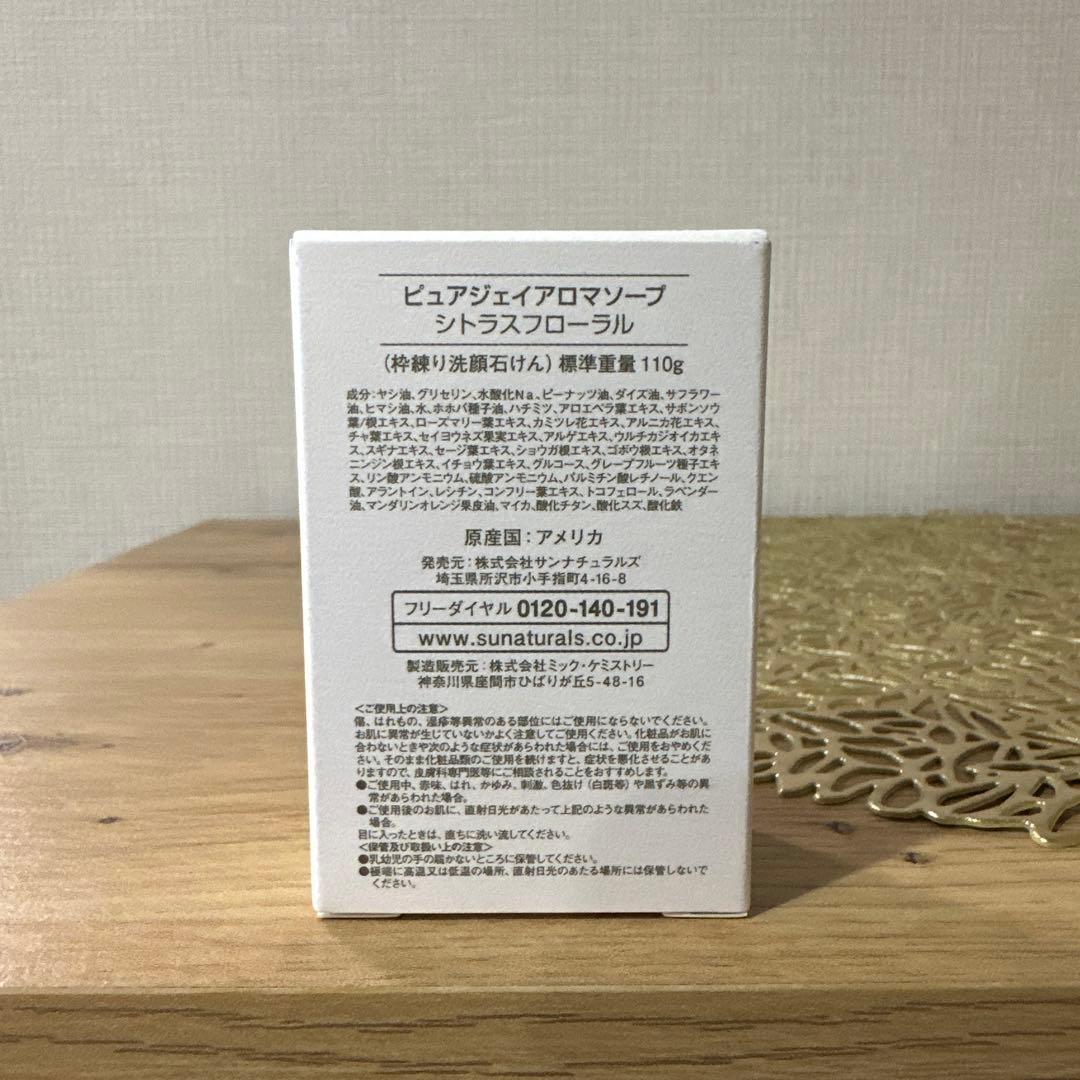 ピュアジェイアロマソープ
シトラスフローラル
(枠練り洗顔石けん) 標準重量110g
成分:ヤシ油、グリセリン、水酸化Na、ピーナッツ油、ダイズ油、サフラワー
油、ヒマシ油、水、ホホバ種子油、ハチミツ、アロエベラ葉エキス、サボンソウ
葉/根エキス、ローズマリー葉エキス、カミツレ花エキス、アルニカ花エキス、
チャ葉エキス、セイヨウネズ果実エキス、アルゲエキス、ウルチカジオイカエキ
ス、スギナエキス、セージ葉エキス、ショウガ根エキス、ゴボウ根エキス、オタネ
ニンジン根エキス、イチョウ葉エキス、グルコース、グレープフルーツ種子エキ
ス、リン酸アンモニウム、硫酸アンモニウム、パルミチン酸レチノール、クエン
酸、アラントイン、レシチン、コンフリー葉エキス、トコフェロール、ラベンダー
油、マンダリンオレンジ果皮油、マイカ、酸化チタン、酸化スズ、酸化鉄
原産国:アメリカ
発売元:株式会社サンナチュラルズ
埼玉県所沢市小手指町4-16-8
フリーダイヤル 0120-140-191
www.sunaturals.co.jp
製造販売元:株式会社ミック・ケミストリー
神奈川県座間市ひばりが丘5-48-16
<ご使用上の注意>
傷、はれもの、湿疹等異常のある部位にはご使用にならないでください。
お肌に異常が生じていないかよく注意してご使用ください。化粧品がお肌に
合わないときや次のような症状があらわれた場合には、ご使用をおやめくだ
さい。そのまま化粧品類のご使用を続けますと、症状を悪化させることがあ
りますので、皮膚科専門医等にご相談されることをおすすめします。
●ご使用中、赤味、はれ、かゆみ、刺激、色抜け(白斑等)や黒ずみ等の異
常があらわれた場合。
●ご使用後のお肌に、直射日光があたって上記のような異常があらわれた
場合。
目に入ったときは、直ちに洗い流してください。
<保管及び取扱い上の注意>
●乳幼児の手の届かないところに保管してください。
●極端に高温又は低温の場所、直射日光のあたる場所には保管しないで
ください。